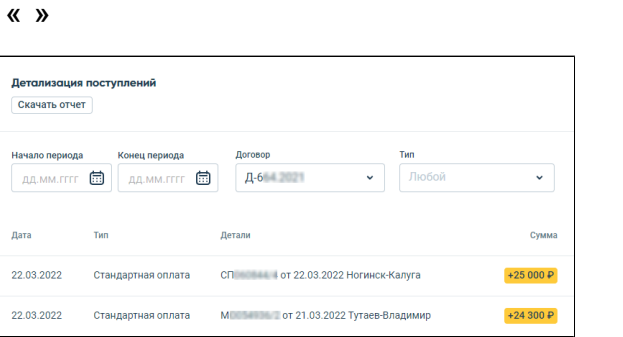 « »
Детализация поступлений
Скачать отчет
Начало периода Конец периода Договор Тип
дд.мм.гггг дд.мм.гггг Д-6 Любой
Дата Тип Детали Сумма
22.03.2022 Стандартная оплата СП от 22.03.2022 Ногинск-Калуга +25 000 ₽
22.03.2022 Стандартная оплата М от 21.03.2022 Тутаев-Владимир +24 300 ₽